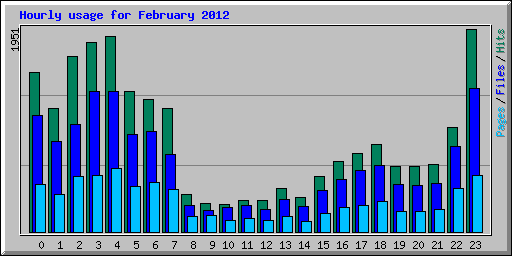 Hourly usage for February 2012
1951
Pages / Files / Hits
0 1 2 3 4 5 6 7 8 9 10 11 12 13 14 15 16 17 18 19 20 21 22 23